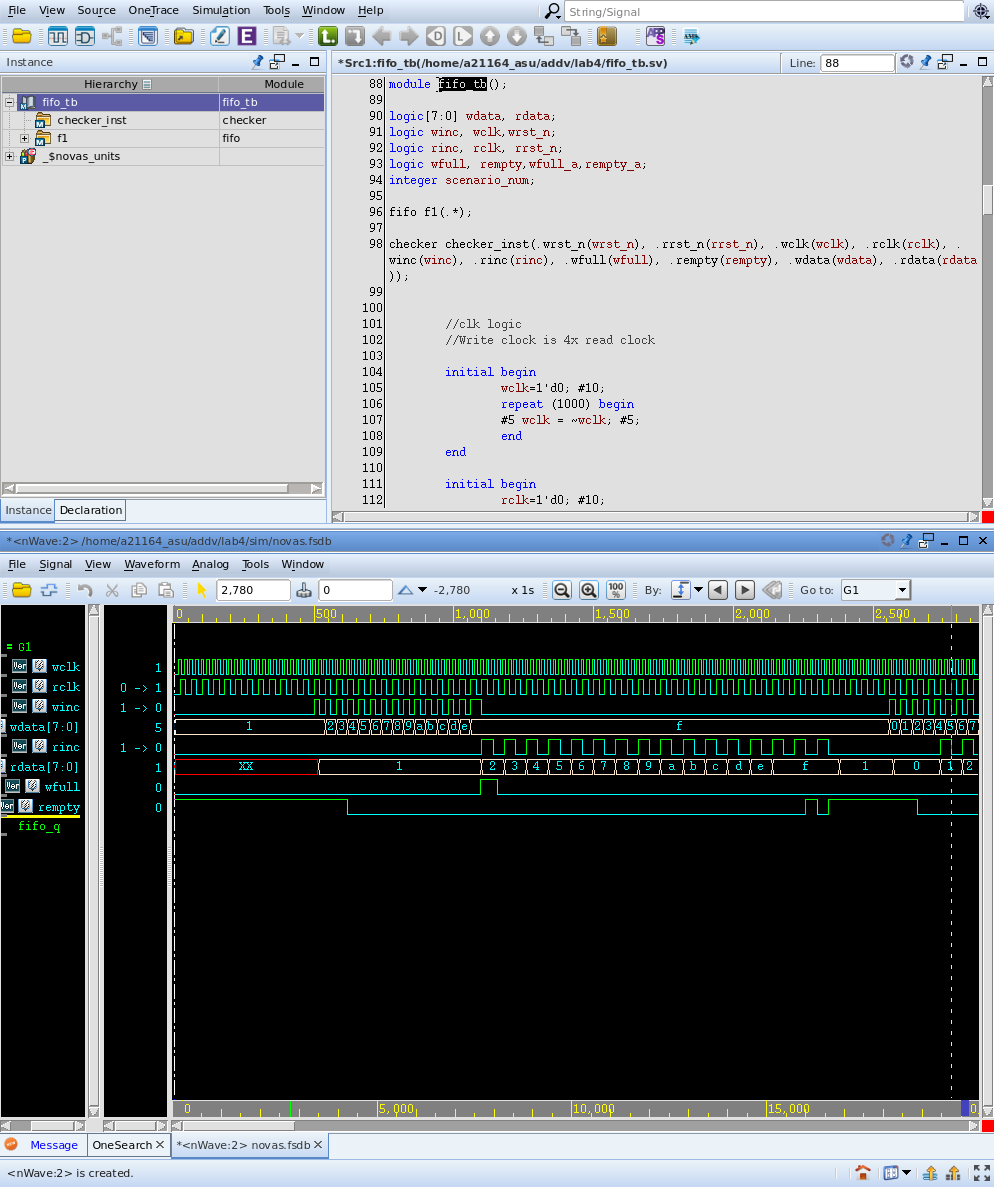 File View Source OneTrace Simulation Tools Window Help String/Signal
Instance
Hierarchy Module
fifo_tb fifo_tb
checker_inst checker
f1 fifo
_$novas_units
Instance Declaration
*Src1:fifo_tb(/home/a21164_asu/addv/lab4/fifo_tb.sv) Line: 88
88 module fifo_tb();
89
90 logic[7:0] wdata, rdata;
91 logic winc, wclk,wrst_n;
92 logic rinc, rclk, rrst_n;
93 logic wfull, rempty,wfull_a,rempty_a;
94 integer scenario_num;
95
96 fifo f1(.*);
97
98 checker checker_inst(.wrst_n(wrst_n), .rrst_n(rrst_n), .wclk(wclk), .rclk(rclk), .
winc(winc), .rinc(rinc), .wfull(wfull), .rempty(rempty), .wdata(wdata), .rdata(rdata
));
99
100
101 //clk logic
102 //Write clock is 4x read clock
103
104 initial begin
105 wclk=1'd0; #10;
106 repeat (1000) begin
107 #5 wclk = ~wclk; #5;
108 end
109 end
110
111 initial begin
112 rclk=1'd0; #10;
*<nWave:2> /home/a21164_asu/addv/lab4/sim/novas.fsdb
File Signal View Waveform Analog Tools Window
2,780 0 -2,780 x 1s 100 % By: Go to: G1
0 500 1,000 1,500 2,000 2,500
= G1
wclk 1
rclk 0 -> 1
winc 1 -> 0
wdata[7:0] 5 1 2 3 4 5 6 7 8 9 a b c d e f 0 1 2 3 4 5 6 7
rinc 1 -> 0
rdata[7:0] 1 XX 1 2 3 4 5 6 7 8 9 a b c d e f 1 0 1 2
wfull 0
rempty 0
fifo_q
0 5,000 10,000 15,000
Message OneSearch *<nWave:2> novas.fsdb
<nWave:2> is created.